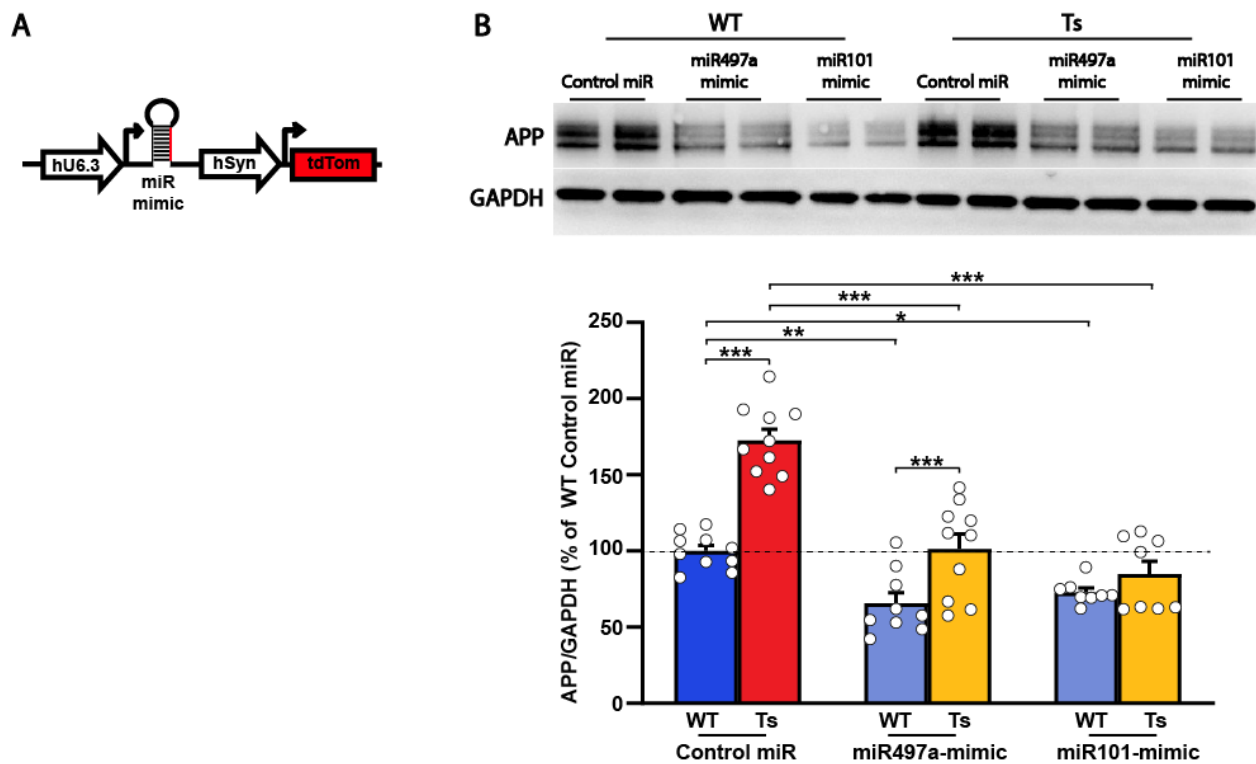 A
hU6.3
miR
mimic
hSyn
tdTom
B
WT
Ts
Control miR
miR497a
mimic
miR101
mimic
Control miR
miR497a
mimic
miR101
mimic
APP
GAPDH
***
***
*
**
***
***
APP/GAPDH (% of WT Control miR)
250
200
150
100
50
0
WT Ts WT Ts WT Ts
Control miR miR497a-mimic miR101-mimic